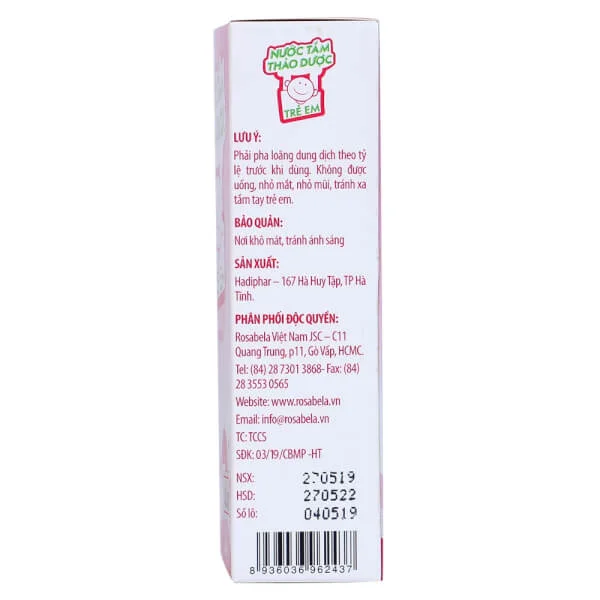 NƯỚC TẮM
THẢO DƯỢC
TRẺ EM
LƯU Ý:
Phải pha loãng dung dịch theo tỷ
lệ trước khi dùng. Không được
uống, nhỏ mắt, nhỏ mũi, tránh xa
tầm tay trẻ em.
BẢO QUẢN:
Nơi khô mát, tránh ánh sáng
SẢN XUẤT:
Hadiphar – 167 Hà Huy Tập, TP Hà
Tĩnh.
PHÂN PHỐI ĐỘC QUYỀN:
Rosabela Việt Nam JSC – C11
Quang Trung, p11, Gò Vấp, HCMC.
Tel: (84) 28 7301 3868- Fax: (84)
28 3553 0565
Website: www.rosabela.vn
Email: info@rosabela.vn
TC: TCCS
SĐK: 03/19/CBMP -HT
NSX: 270519
HSD: 270522
Số lô: 040519
8 936036 962437